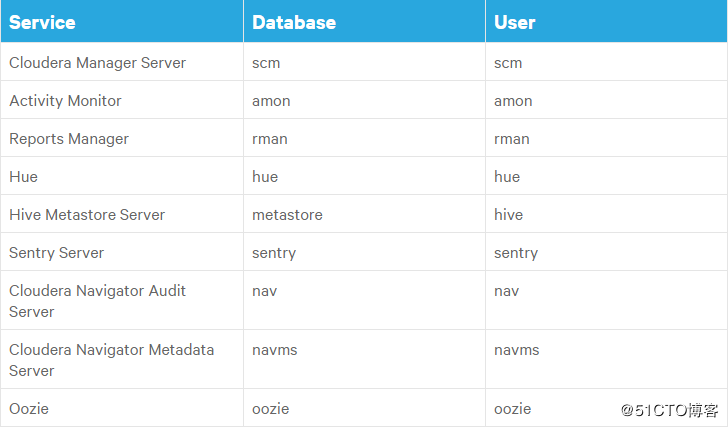 Service Database User
Cloudera Manager Server scm scm
Activity Monitor amon amon
Reports Manager rman rman
Hue hue hue
Hive Metastore Server metastore hive
Sentry Server sentry sentry
Cloudera Navigator Audit nav nav
Server
Cloudera Navigator Metadata navms navms
Server
Oozie oozie oozie
@51CTO博客